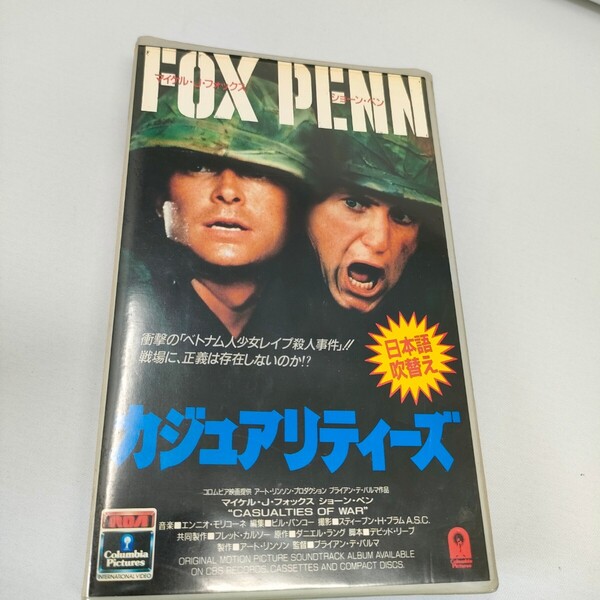 FOX PENN
マイケル・J・フォックス ショーン・ペン
衝撃の「ベトナム人少女レイプ殺人事件」!!
戦場に、正義は存在しないのか!?
日本語
吹替え
カジュアリティーズ
コロムビア映画提供 アート・リンソン・プロダクション ブライアン・デ・パルマ作品
マイケル・J・フォックス ショーン・ペン
"CASUALTIES OF WAR"
音楽■エンニオ・モリコーネ 編集■ビル・パンコー 撮影■スティーブン・H・ブラム A.S.C.
共同製作■フレッド・カルソー 原作■ダニエル・ラング 脚本■デビッド・リーブ
製作■アート・リンソン 監督■ブライアン・デ・パルマ
ORIGINAL MOTION PICTURE SOUNDTRACK ALBUM AVAILABLE
ON CBS RECORDS, CASSETTES AND COMPACT DISCS.
RCA
Columbia
Pictures
INTERNATIONAL VIDEO
Columbia
Pictures